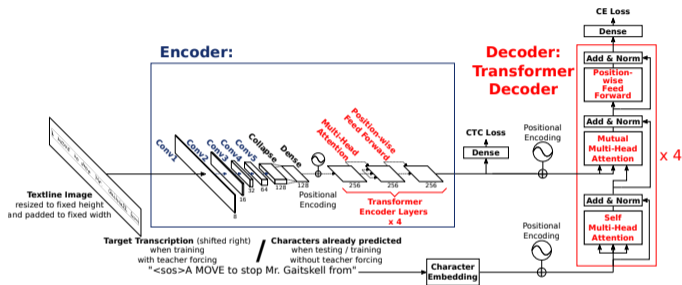 CE Loss
Dense
Encoder:
Decoder:
Transformer
Decoder
Add & Norm
Position-
wise
Feed
Forward
Add & Norm
Mutual
Multi-Head
Attention
x 4
Add & Norm
Self
Multi-Head
Attention
Conv1
Conv2
Conv3
Conv4
Conv5
Collapse
Dense
Multi-Head
Attention
Position-wise
Feed Forward
8
16
32
64
128
128
Positional
Encoding
256
256
256
Transformer
Encoder Layers
x 4
CTC Loss
Dense
Positional
Encoding
Textline Image
resized to fixed height
and padded to fixed width
Target Transcription (shifted right)
when training
with teacher forcing
/
Characters already predicted
when testing / training
without teacher forcing
"<sos>A MOVE to stop Mr. Gaitskell from"
Character
Embedding
Positional
Encoding